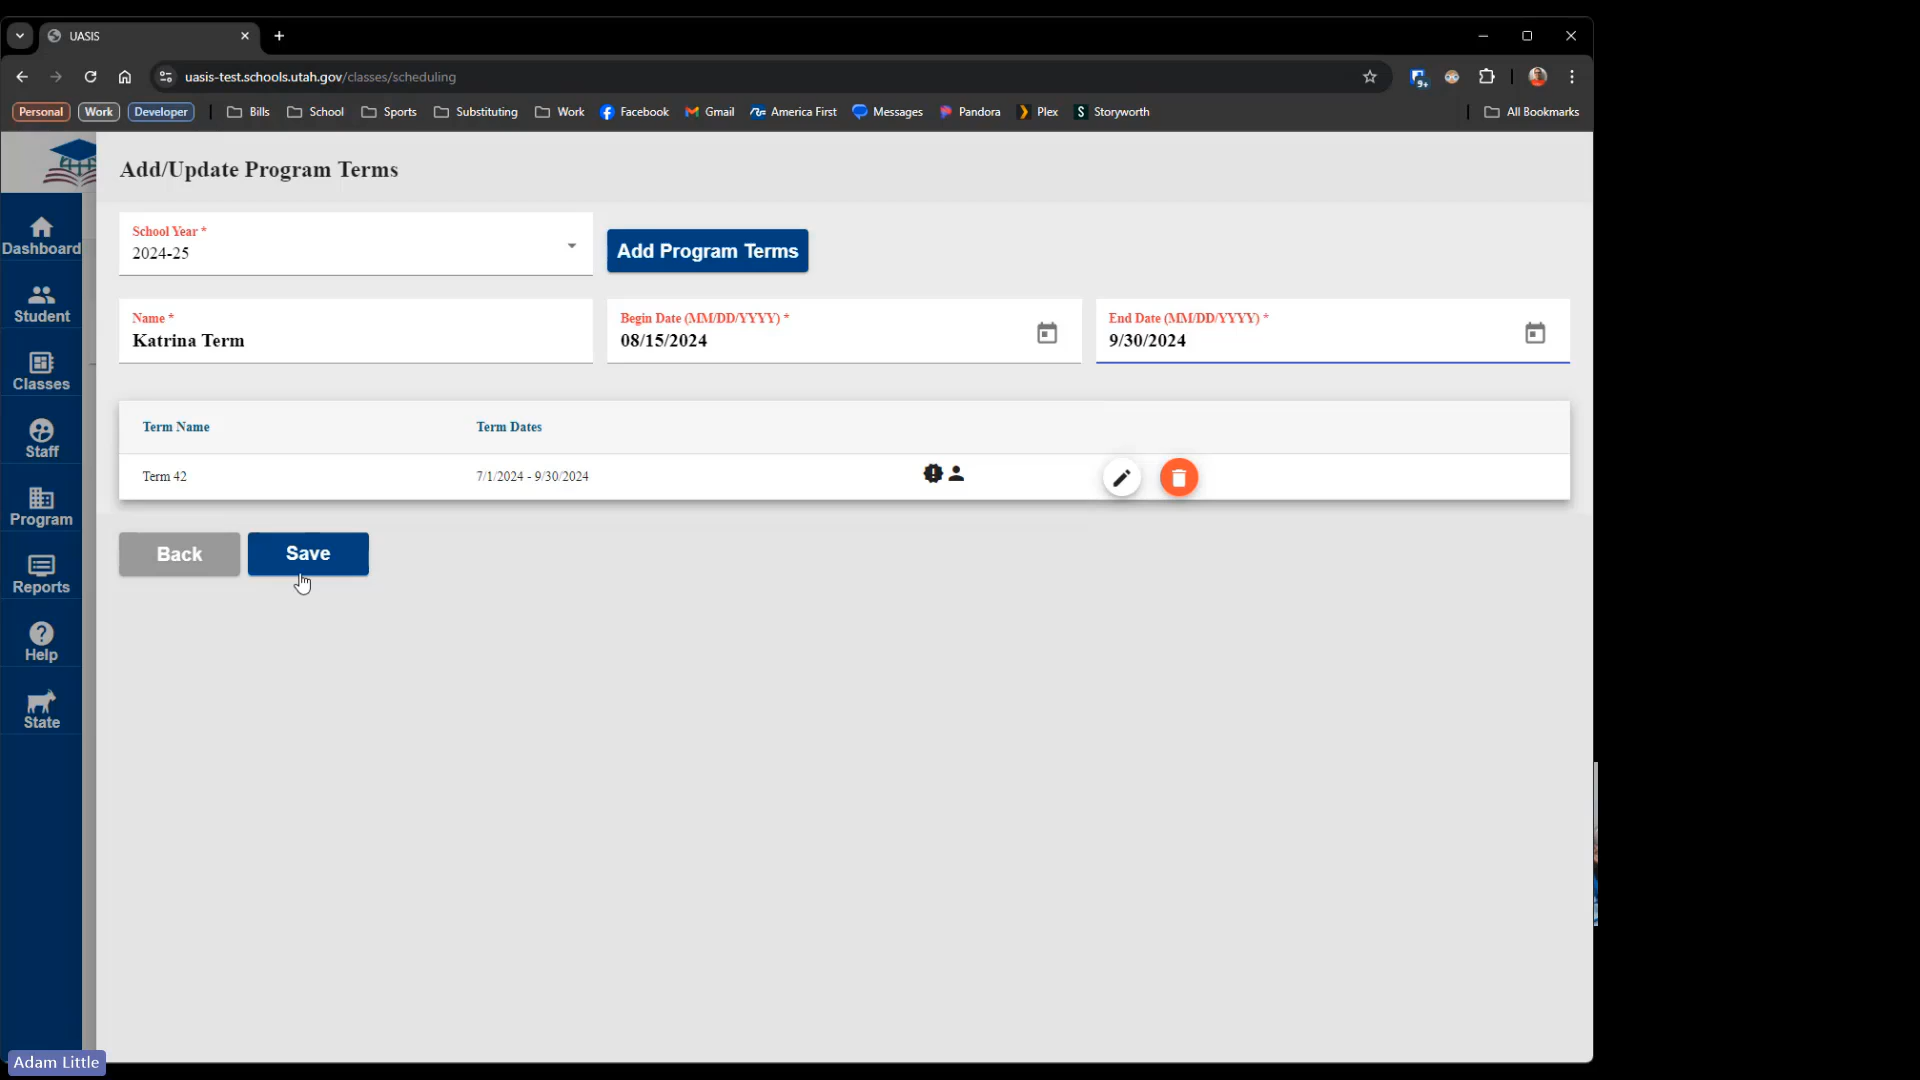 UASIS
uasis-test.schools.utah.gov/classes/scheduling
Personal Work Developer Bills School Sports Substituting Work Facebook Gmail America First Messages Pandora Plex Storyworth All Bookmarks
9+
Add/Update Program Terms
School Year *
2024-25
Add Program Terms
Name *
Katrina Term
Begin Date (MM/DD/YYYY) *
08/15/2024
End Date (MM/DD/YYYY) *
9/30/2024
Term Name Term Dates
Term 42 7/1/2024 - 9/30/2024
Back Save
Dashboard
Student
Classes
Staff
Program
Reports
Help
State
Adam Little